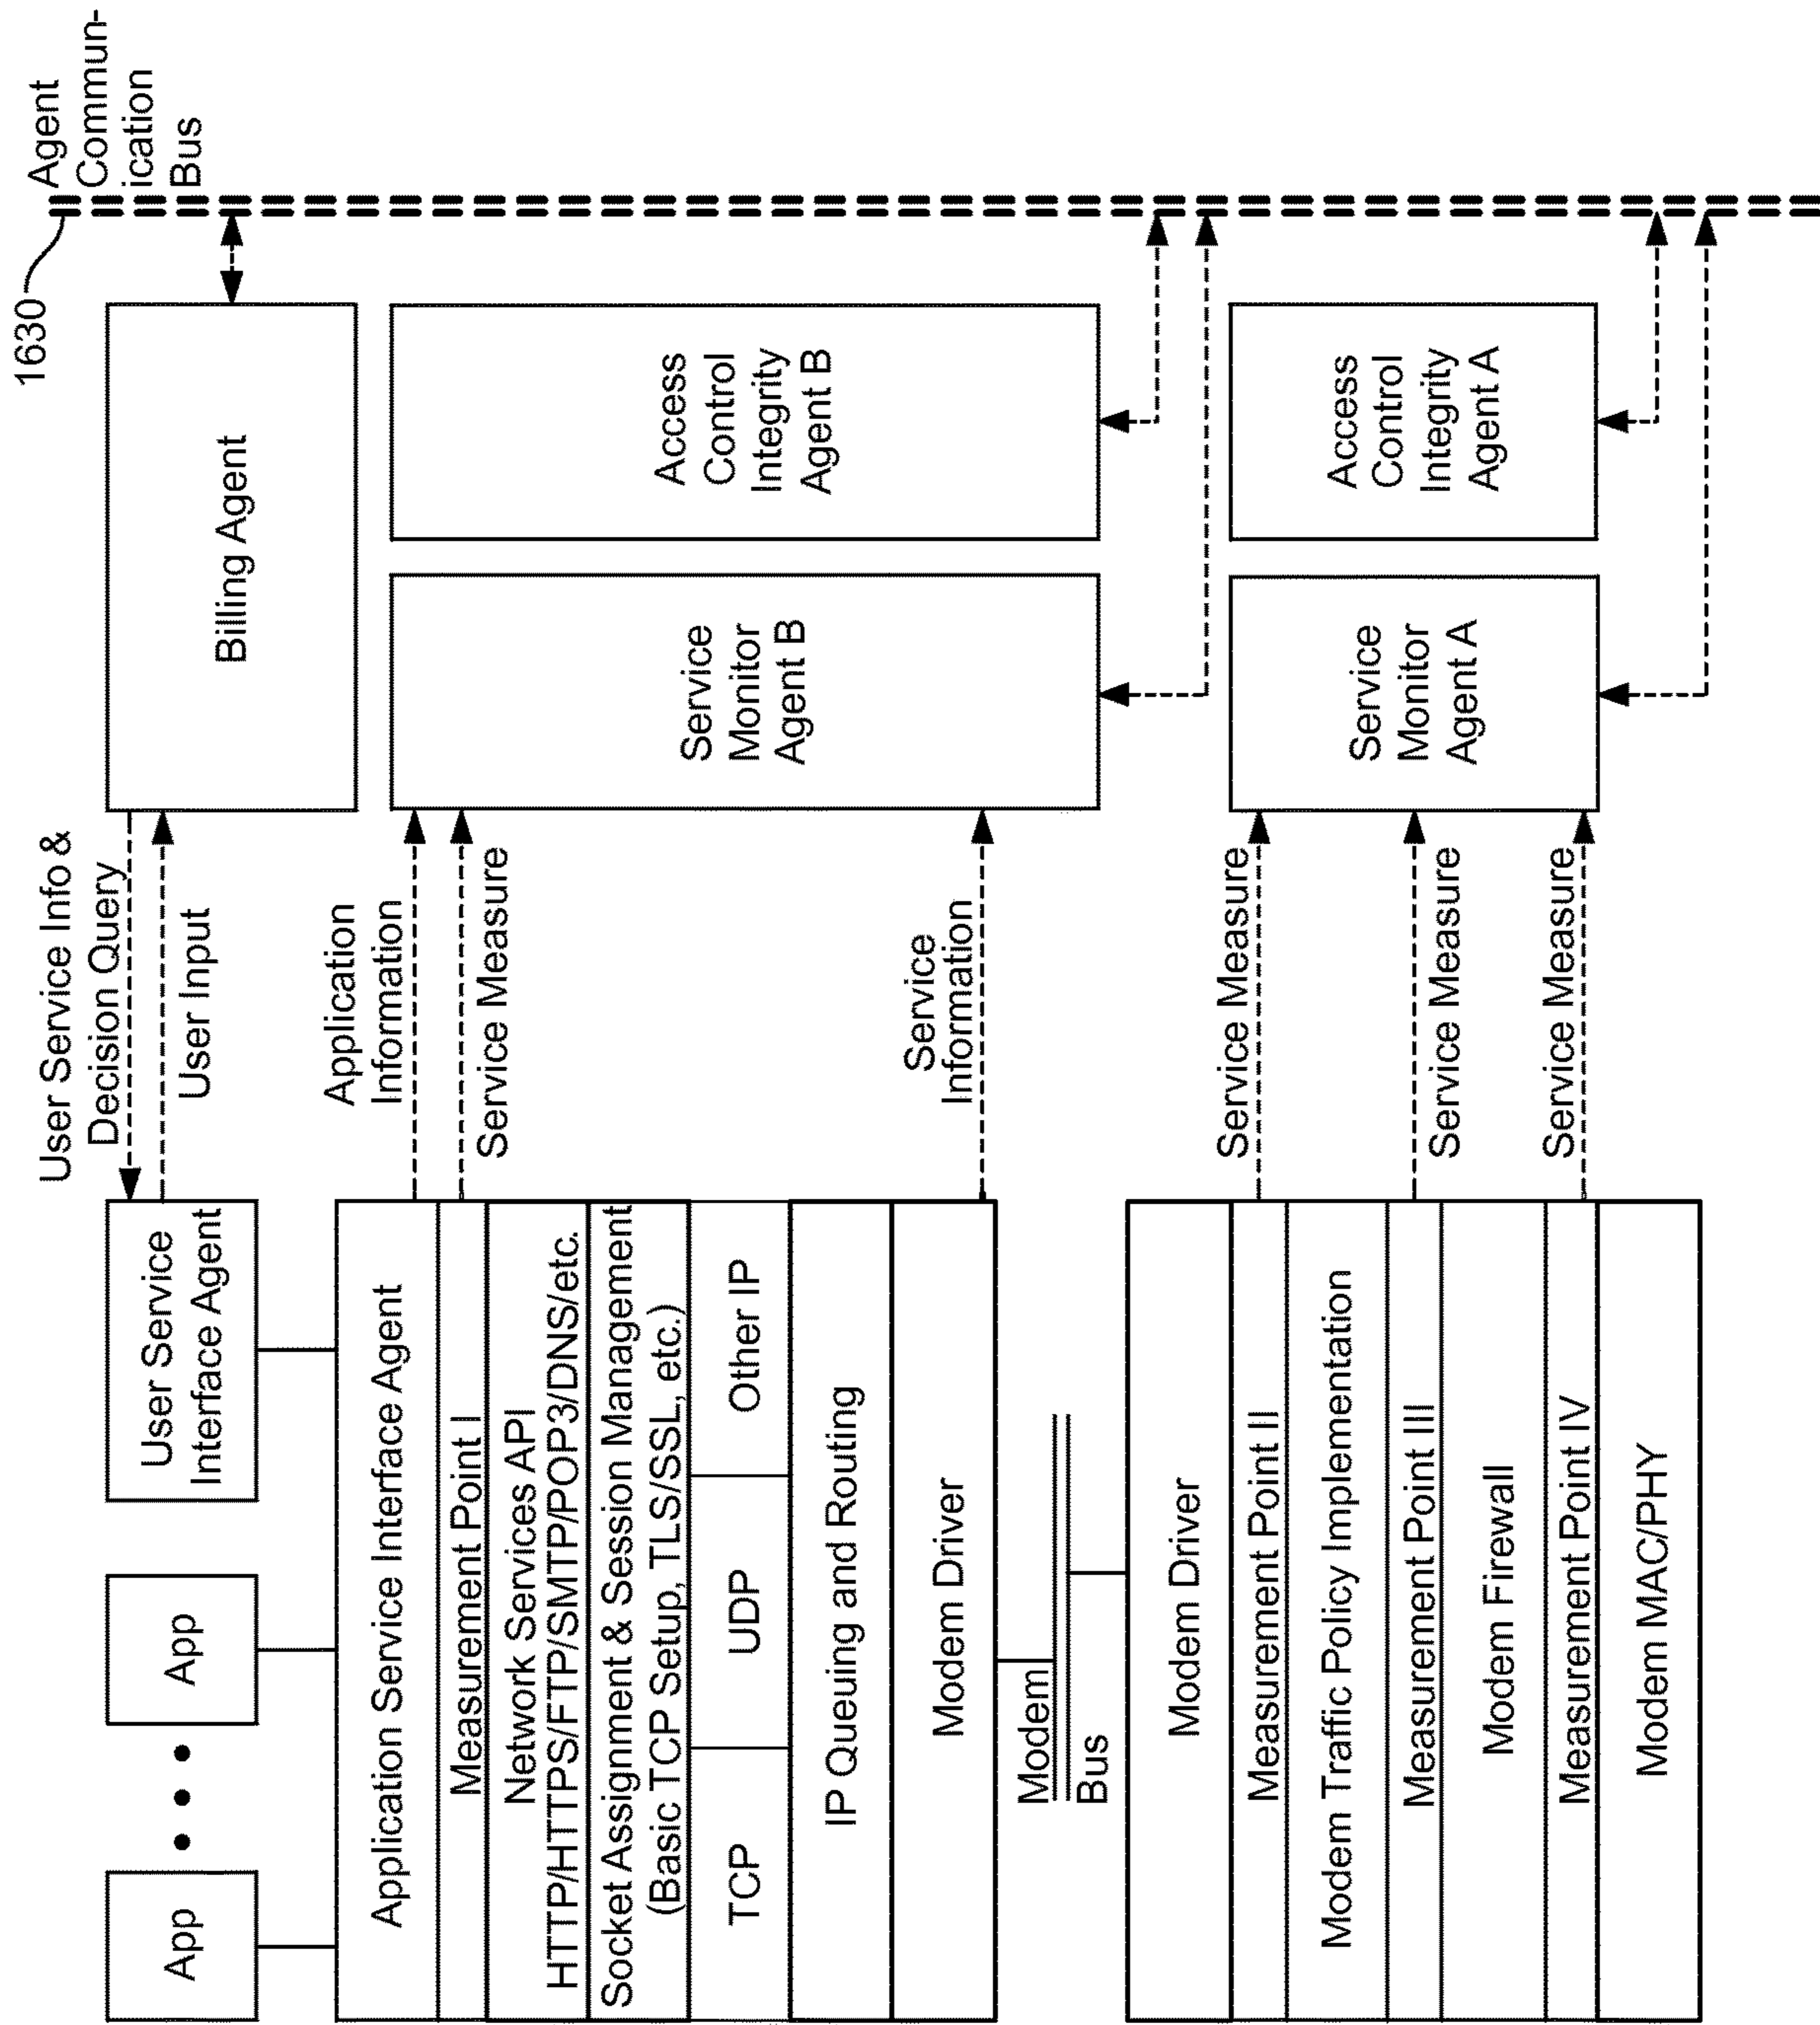 App
App
User Service
Interface Agent
User Service Info &
Decision Query
User Input
Billing Agent
1630
Agent
Commun-
ication
Bus
Application Service Interface Agent
Measurement Point I
Network Services API
HTTP/HTTPS/FTP/SMTP/POP3/DNS/etc.
Socket Assignment & Session Management
(Basic TCP Setup, TLS/SSL, etc.)
TCP
UDP
Other IP
IP Queuing and Routing
Modem Driver
Application
Information
Service Measure
Service
Information
Service
Monitor
Agent B
Access
Control
Integrity
Agent B
Modem
Bus
Modem Driver
Measurement Point II
Modem Traffic Policy Implementation
Measurement Point III
Modem Firewall
Measurement Point IV
Modem MAC/PHY
Service Measure
Service Measure
Service Measure
Service
Monitor
Agent A
Access
Control
Integrity
Agent A